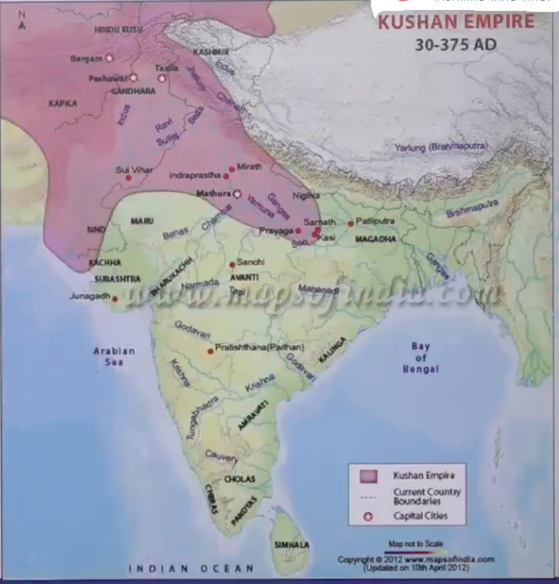 KUSHAN EMPIRE
30-375 AD
N
HINDU KUSH
KASHMIR
Bergam
Taxila
Indus
Peshawar
GANDHARA
Jhelum
Chenab
KAPICA
Indus
Ravi
Beas
Sutlej
Yarlung (Brahmaputra)
Sui Vihar
Mirath
Indraprastha
Mathura
Yamuna
Ganges
Nigliva
Brahmaputra
MARU
Chambal
Banas
Sarnath
Patliputra
Prayaga
Kasi
Son
MAGADHA
SIND
KACHHA
Sanchi
AVANTI
SURASHTRA
BHARUKACHH
Narmada
Tapi
Mahanadi
Ganges
Junagadh
www.mapsofindia.com
Godavari
Pratishthana(Paithan)
Godavari
KALINGA
Arabian
Sea
Bay
of
Bengal
Krishna
Krishna
Tungabhadra
AMRAVATI
Cauvery
CHOLAS
PANDYAS
SIMHALA
Kushan Empire
Current Country
Boundaries
Capital Cities
Map not to Scale
Copyright © 2012 www.mapsofindia.com
(Updated on 10th April 2012)
INDIAN OCEAN